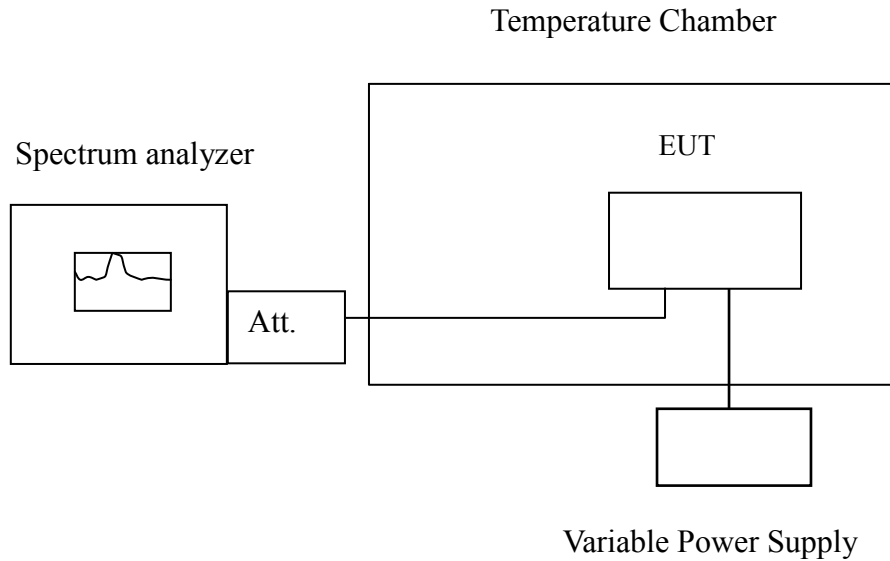 Temperature Chamber
Spectrum analyzer
EUT
Att.
Variable Power Supply